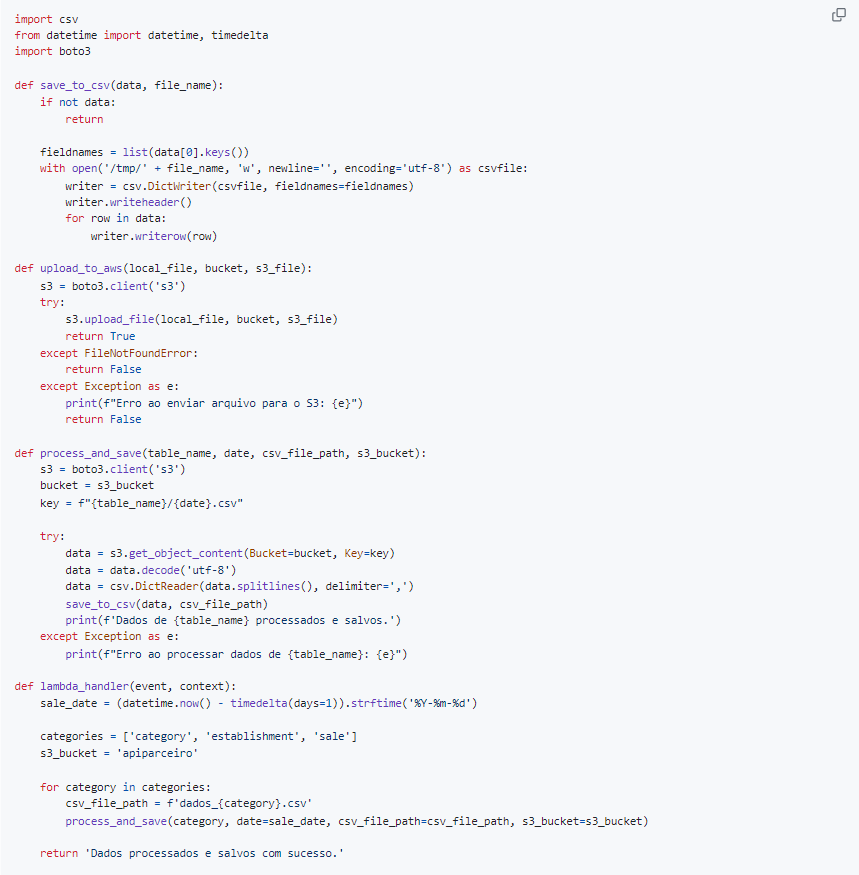 import csv
from datetime import datetime, timedelta
import boto3

def save_to_csv(data, file_name):
    if not data:
        return

    fieldnames = list(data[0].keys())
    with open('/tmp/' + file_name, 'w', newline='', encoding='utf-8') as csvfile:
        writer = csv.DictWriter(csvfile, fieldnames=fieldnames)
        writer.writeheader()
        for row in data:
            writer.writerow(row)

def upload_to_aws(local_file, bucket, s3_file):
    s3 = boto3.client('s3')
    try:
        s3.upload_file(local_file, bucket, s3_file)
        return True
    except FileNotFoundError:
        return False
    except Exception as e:
        print(f"Erro ao enviar arquivo para o S3: {e}")
        return False

def process_and_save(table_name, date, csv_file_path, s3_bucket):
    s3 = boto3.client('s3')
    bucket = s3_bucket
    key = f"{table_name}/{date}.csv"

    try:
        data = s3.get_object_content(Bucket=bucket, Key=key)
        data = data.decode('utf-8')
        data = csv.DictReader(data.splitlines(), delimiter=',')
        save_to_csv(data, csv_file_path)
        print(f'Dados de {table_name} processados e salvos.')
    except Exception as e:
        print(f"Erro ao processar dados de {table_name}: {e}")

def lambda_handler(event, context):
    sale_date = (datetime.now() - timedelta(days=1)).strftime('%Y-%m-%d')

    categories = ['category', 'establishment', 'sale']
    s3_bucket = 'apiparceiro'

    for category in categories:
        csv_file_path = f'dados_{category}.csv'
        process_and_save(category, date=sale_date, csv_file_path=csv_file_path, s3_bucket=s3_bucket)

    return 'Dados processados e salvos com sucesso.'